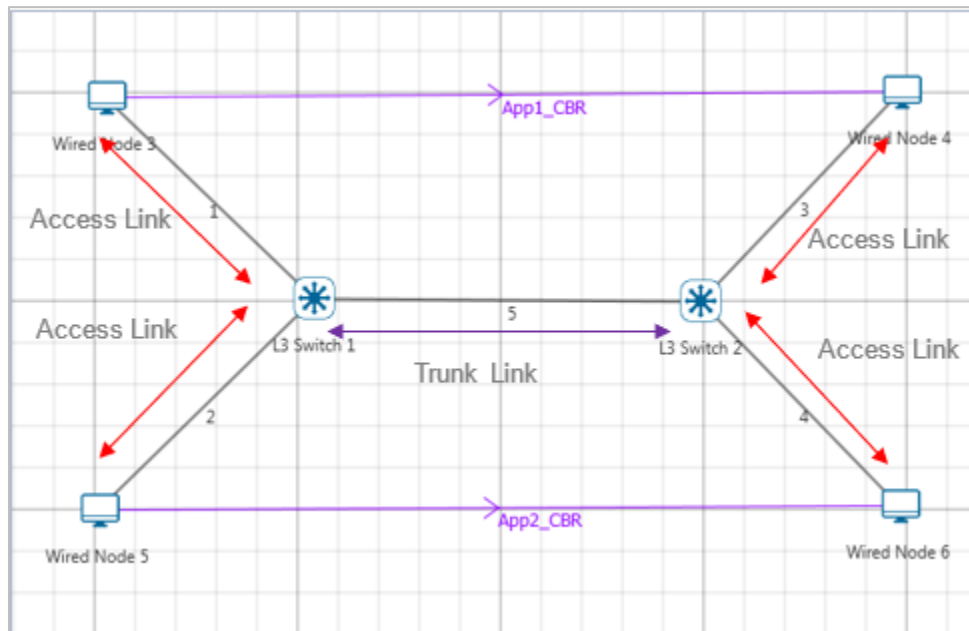 App1_CBR
Wired Node 3
Wired Node 4
1
3
Access Link
Access Link
5
Access Link
L3 Switch 1
L3 Switch 2
Access Link
Trunk Link
2
4
App2_CBR
Wired Node 5
Wired Node 6